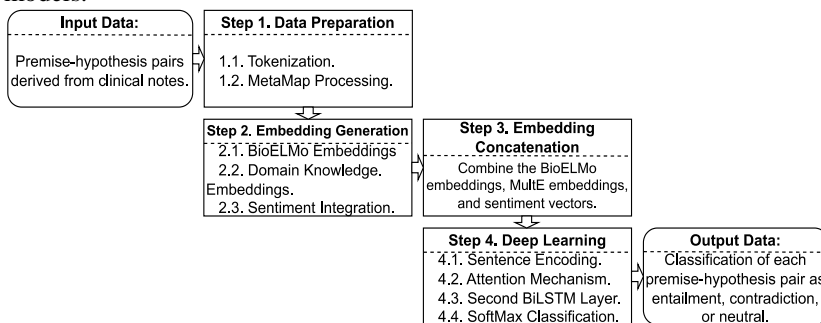 models.
Input Data:
Premise-hypothesis pairs
derived from clinical notes.
Step 1. Data Preparation
1.1. Tokenization.
1.2. MetaMap Processing.
Step 2. Embedding Generation
2.1. BioELMo Embeddings
2.2. Domain Knowledge.
Embeddings.
2.3. Sentiment Integration.
Step 3. Embedding
Concatenation
Combine the BioELMo
embeddings, MultE embeddings,
and sentiment vectors.
Step 4. Deep Learning
4.1. Sentence Encoding.
4.2. Attention Mechanism.
4.3. Second BiLSTM Layer.
4.4. SoftMax Classification.
Output Data:
Classification of each
premise-hypothesis pair as
entailment, contradiction,
or neutral.